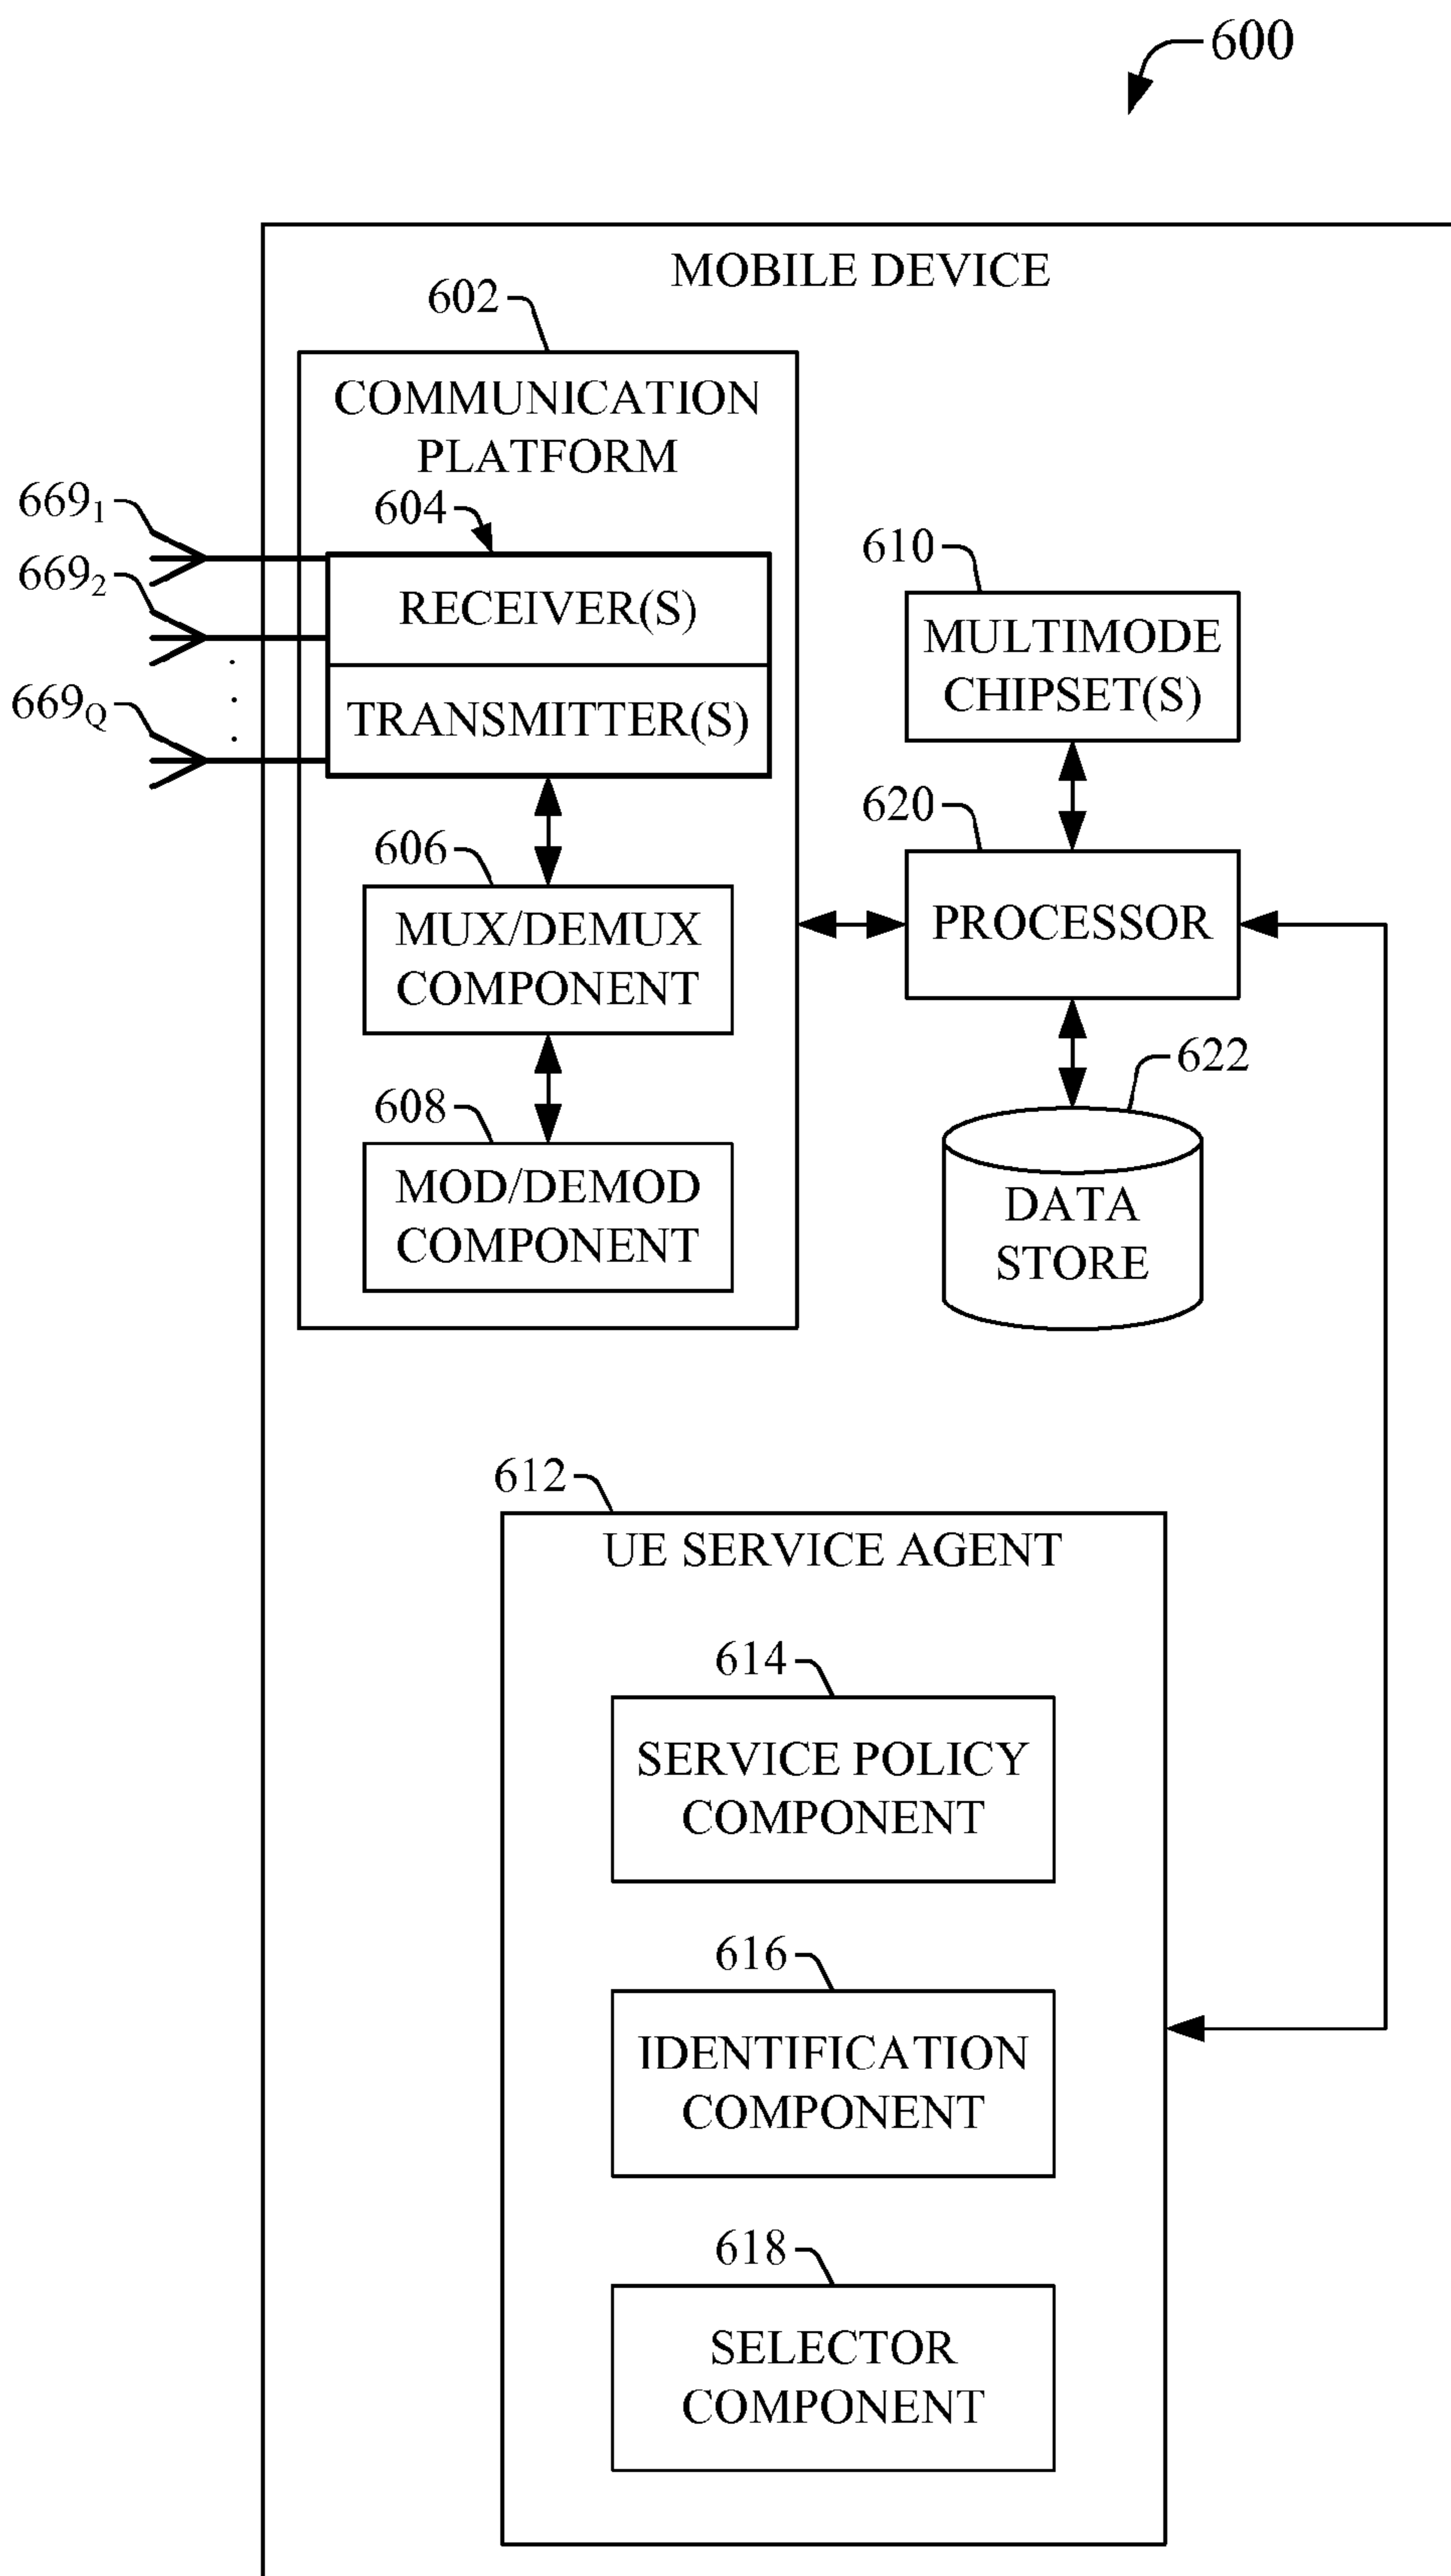 600
MOBILE DEVICE
602
COMMUNICATION
PLATFORM
604
669₁
RECEIVER(S)
669₂
TRANSMITTER(S)
669Q
606
MUX/DEMUX
COMPONENT
608
MOD/DEMOD
COMPONENT
610
MULTIMODE
CHIPSET(S)
620
PROCESSOR
622
DATA
STORE
612
UE SERVICE AGENT
614
SERVICE POLICY
COMPONENT
616
IDENTIFICATION
COMPONENT
618
SELECTOR
COMPONENT